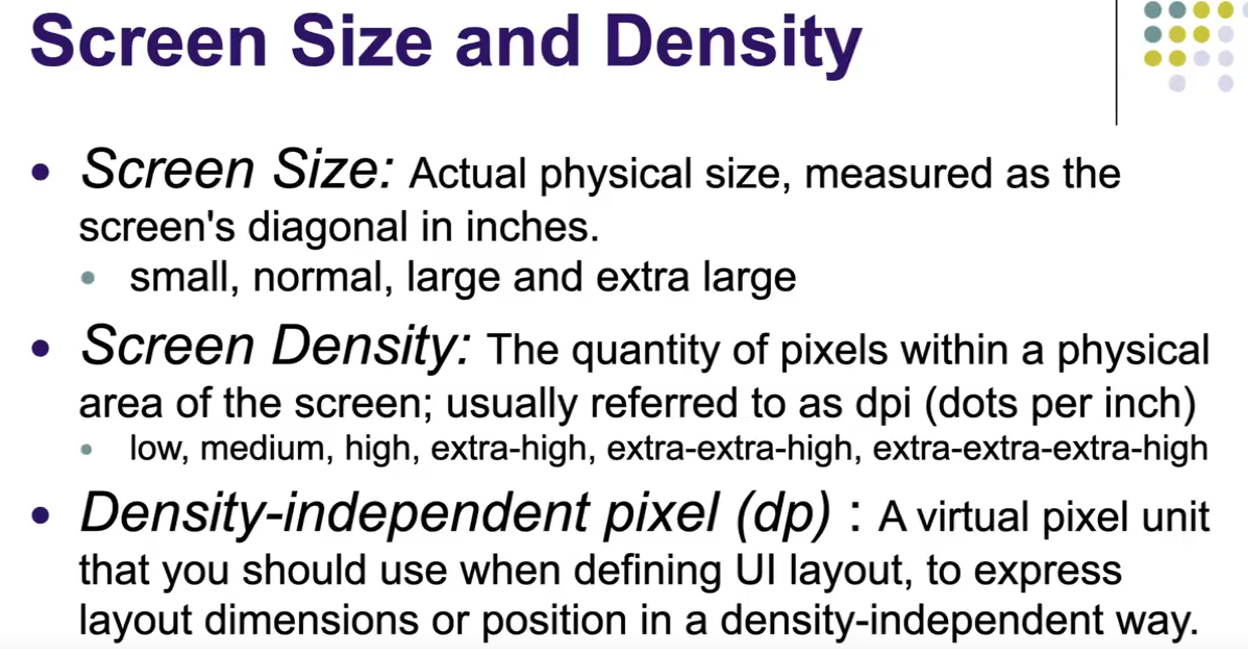 Screen Size and Density
Screen Size: Actual physical size, measured as the
screen's diagonal in inches.
small, normal, large and extra large
Screen Density: The quantity of pixels within a physical
area of the screen; usually referred to as dpi (dots per inch)
low, medium, high, extra-high, extra-extra-high, extra-extra-extra-high
Density-independent pixel (dp) : A virtual pixel unit
that you should use when defining UI layout, to express
layout dimensions or position in a density-independent way.